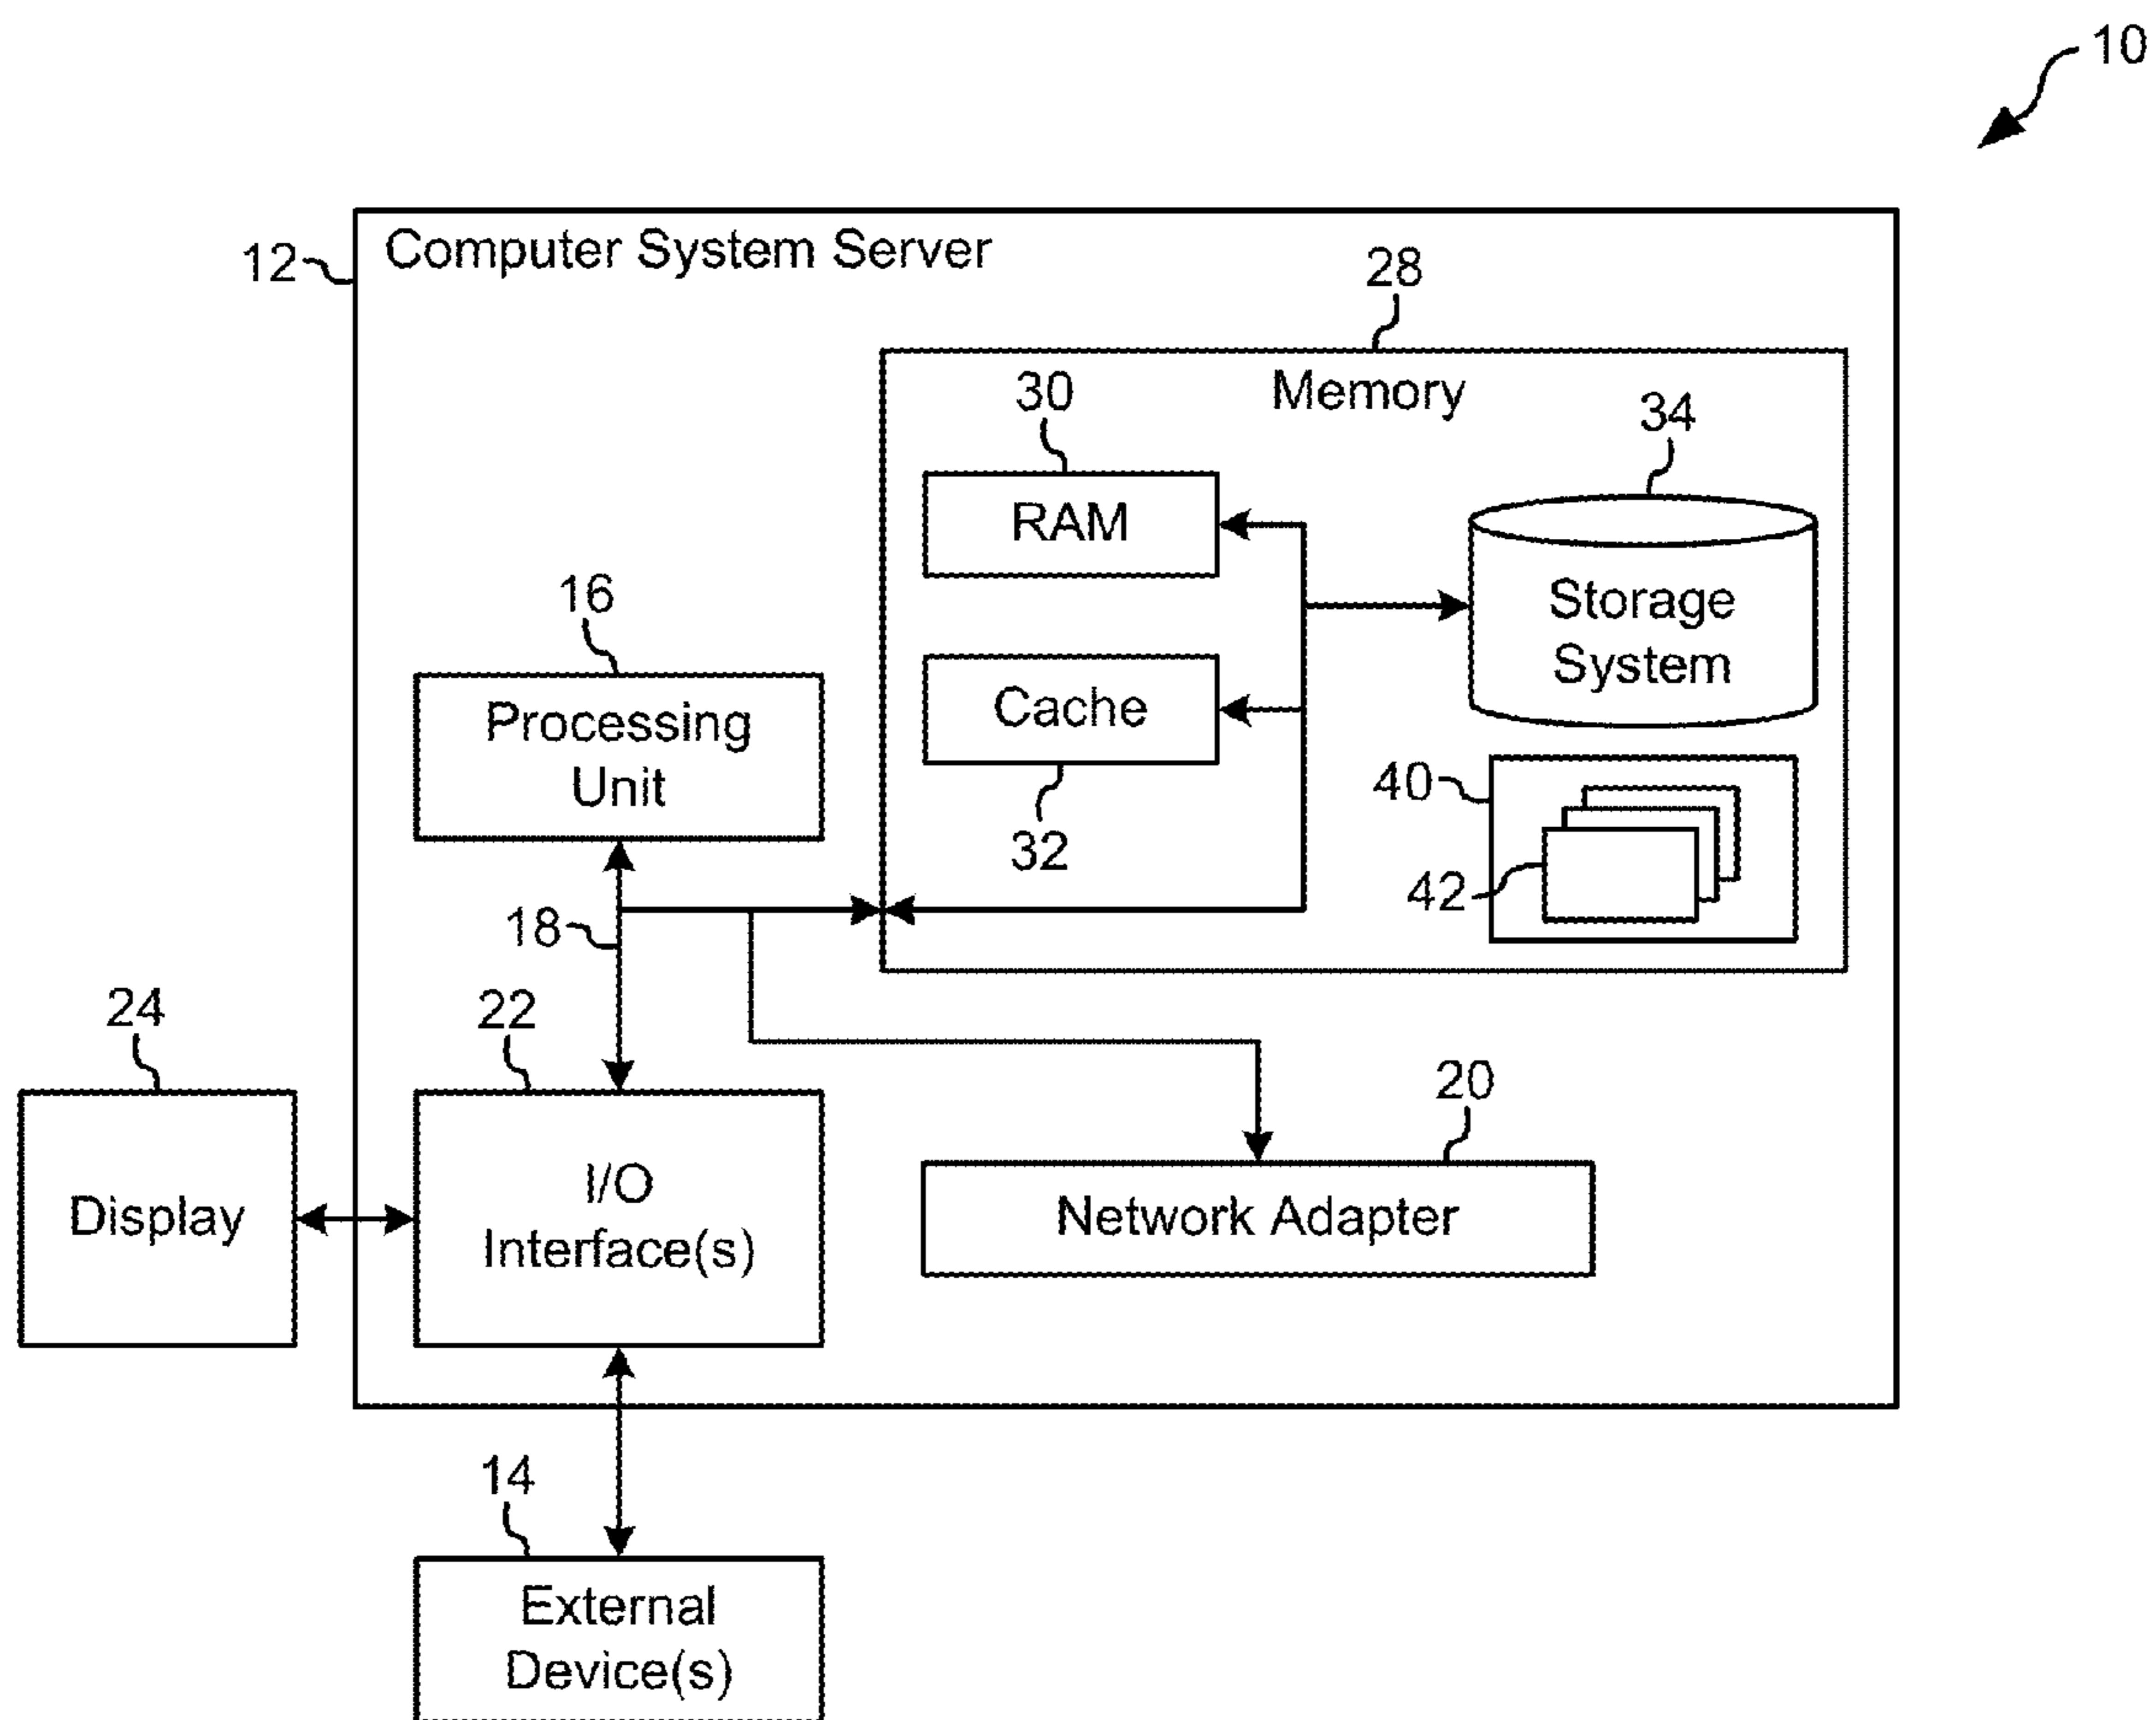 10
12
Computer System Server
28
Memory
30
RAM
34
Storage
System
16
Processing
Unit
Cache
32
40
42
18
24
Display
22
I/O
Interface(s)
20
Network Adapter
14
External
Device(s)